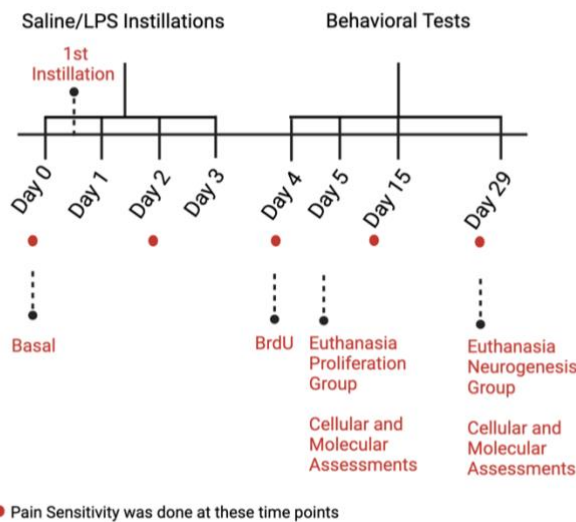 Saline/LPS Instillations
Behavioral Tests
1st
Instillation
Day 0
Day 1
Day 2
Day 3
Day 4
Day 5
Day 15
Day 29
Basal
BrdU
Euthanasia
Proliferation
Group
Cellular and
Molecular
Assessments
Euthanasia
Neurogenesis
Group
Cellular and
Molecular
Assessments
Pain Sensitivity was done at these time points